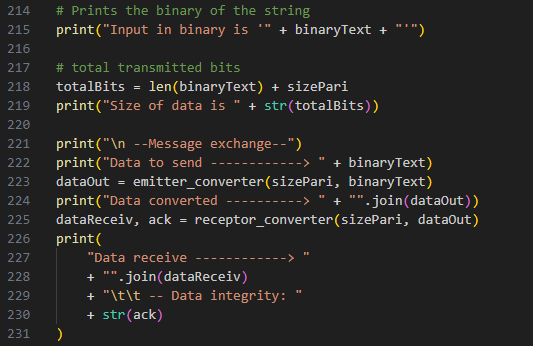 214 # Prints the binary of the string
215 print("Input in binary is '" + binaryText + "'")
216
217 # total transmitted bits
218 totalBits = len(binaryText) + sizePari
219 print("Size of data is " + str(totalBits))
220
221 print("\n --Message exchange--")
222 print("Data to send ------------> " + binaryText)
223 dataOut = emitter_converter(sizePari, binaryText)
224 print("Data converted ----------> " + "".join(dataOut))
225 dataReceiv, ack = receptor_converter(sizePari, dataOut)
226 print(
227     "Data receive ------------> "
228     + "".join(dataReceiv)
229     + "\t\t -- Data integrity: "
230     + str(ack)
231 )